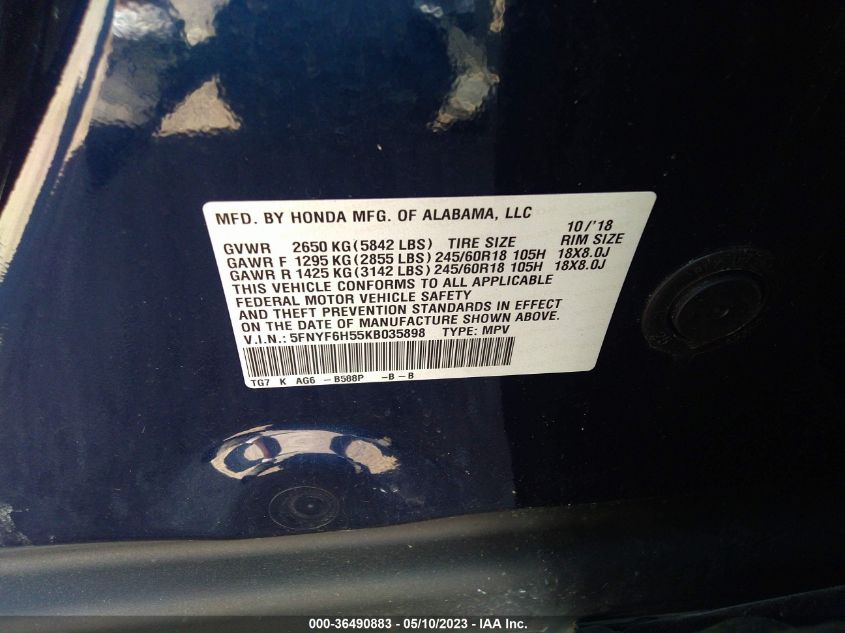 MFD. BY HONDA MFG. OF ALABAMA, LLC 10/'18
GVWR 2650 KG (5842 LBS) TIRE SIZE RIM SIZE
GAWR F 1295 KG (2855 LBS) 245/60R18 105H 18X8.0J
GAWR R 1425 KG (3142 LBS) 245/60R18 105H 18X8.0J
THIS VEHICLE CONFORMS TO ALL APPLICABLE
FEDERAL MOTOR VEHICLE SAFETY
AND THEFT PREVENTION STANDARDS IN EFFECT
ON THE DATE OF MANUFACTURE SHOWN ABOVE.
V.I.N.: 5FNYF6H55KB035898 TYPE: MPV
TG7 K AG6 -B588P -B-B
000-36490883 - 05/10/2023 - IAA Inc.